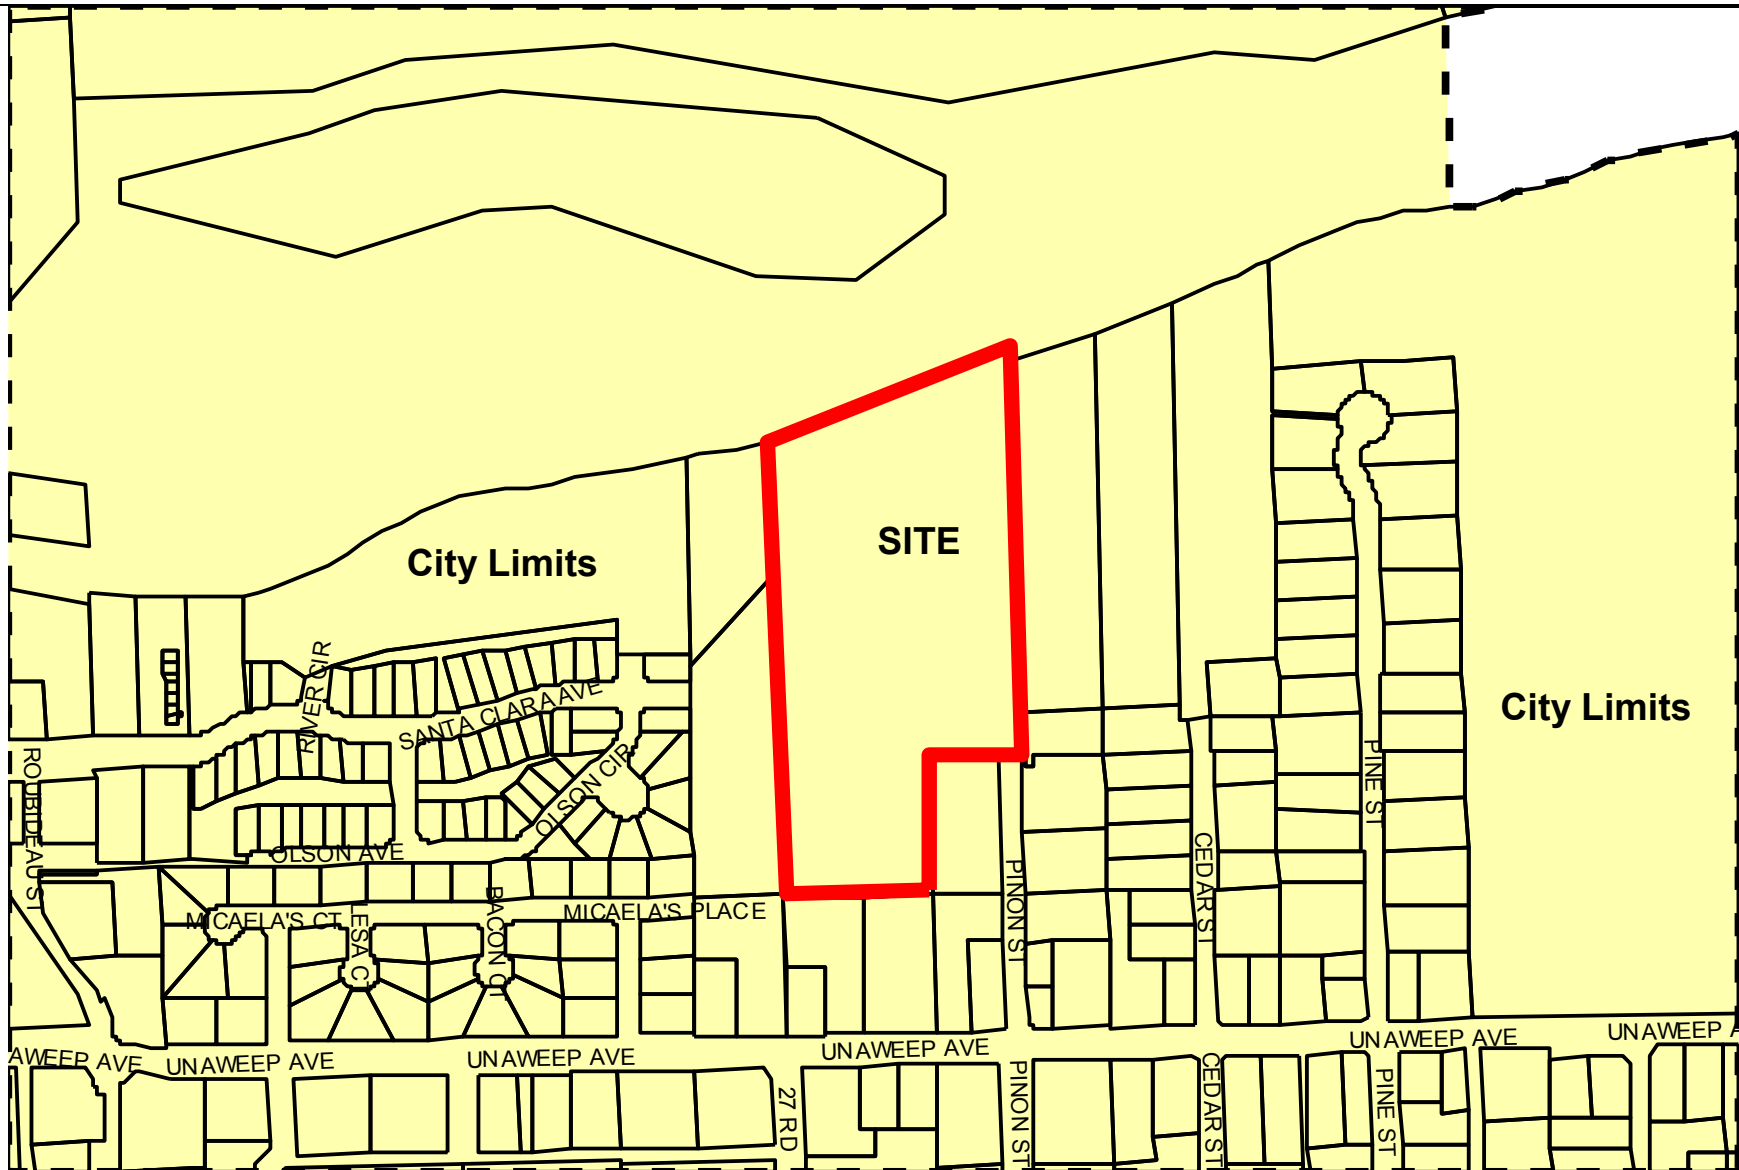 SITE
City Limits
City Limits
RIVER CIR
SANTA CLARA AVE
OLSON CIR
ROUBIDEAU ST
PINE ST
OLSON AVE
CEDAR ST
PINON ST
MICAELA'S CT
LESA CT
BACON CT
MICAELA'S PLACE
AWEEP AVE
UNAWEEP AVE
UNAWEEP AVE
UNAWEEP AVE
UNAWEEP AVE
UNAWEEP A
27 RD
PINON ST
CEDAR ST
PINE ST